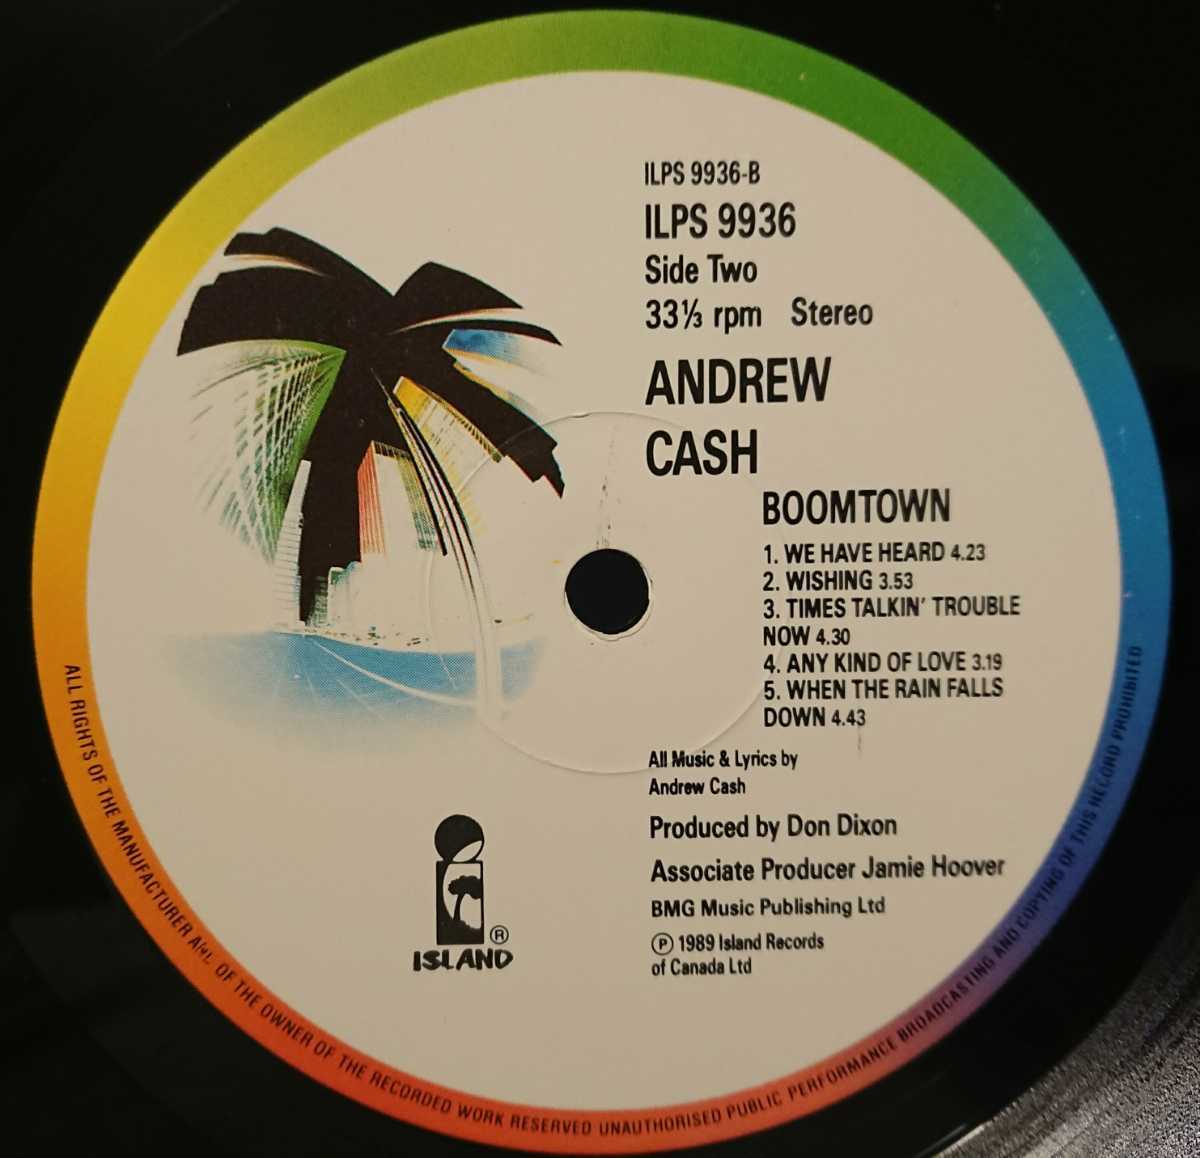 ILPS 9936-B
ILPS 9936
Side Two
33⅓ rpm Stereo
ANDREW
CASH
BOOMTOWN
1. WE HAVE HEARD 4.23
2. WISHING 3.53
3. TIMES TALKIN' TROUBLE
NOW 4.30
4. ANY KIND OF LOVE 3.19
5. WHEN THE RAIN FALLS
DOWN 4.43
All Music & Lyrics by
Andrew Cash
Produced by Don Dixon
Associate Producer Jamie Hoover
BMG Music Publishing Ltd
Ⓟ 1989 Island Records
of Canada Ltd
ISLAND ®
ALL RIGHTS OF THE MANUFACTURER AND OF THE OWNER OF THE RECORDED WORK RESERVED UNAUTHORISED PUBLIC PERFORMANCE BROADCASTING AND COPYING OF THIS RECORD PROHIBITED